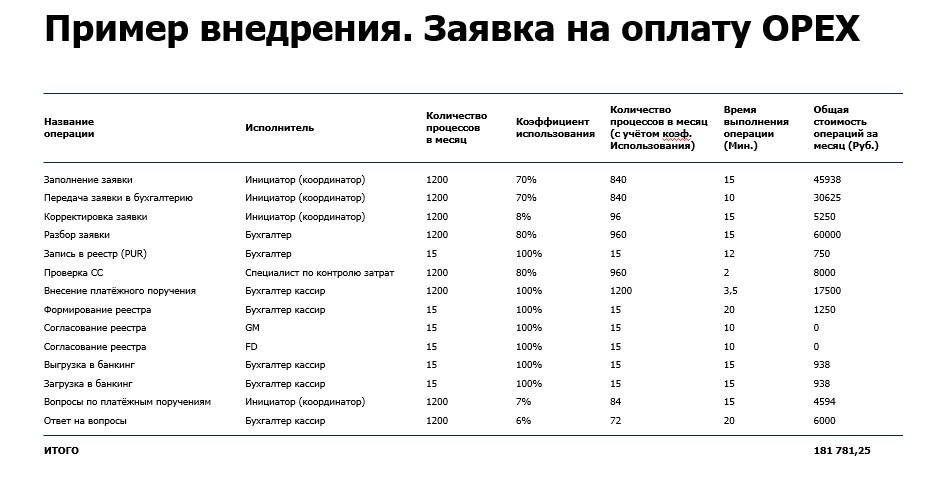 Пример внедрения. Заявка на оплату OPEX
Название операции Исполнитель Количество процессов в месяц Коэффициент использования Количество процессов в месяц (с учётом коэф. Использования) Время выполнения операции (Мин.) Общая стоимость операций за месяц (Руб.)
Заполнение заявки Инициатор (координатор) 1200 70% 840 15 45938
Передача заявки в бухгалтерию Инициатор (координатор) 1200 70% 840 10 30625
Корректировка заявки Инициатор (координатор) 1200 8% 96 15 5250
Разбор заявки Бухгалтер 1200 80% 960 15 60000
Запись в реестр (PUR) Бухгалтер 15 100% 15 12 750
Проверка СС Специалист по контролю затрат 1200 80% 960 2 8000
Внесение платёжного поручения Бухгалтер кассир 1200 100% 1200 3,5 17500
Формирование реестра Бухгалтер кассир 15 100% 15 20 1250
Согласование реестра GM 15 100% 15 10 0
Согласование реестра FD 15 100% 15 10 0
Выгрузка в банкинг Бухгалтер кассир 15 100% 15 15 938
Загрузка в банкинг Бухгалтер кассир 15 100% 15 15 938
Вопросы по платёжным поручениям Инициатор (координатор) 1200 7% 84 15 4594
Ответ на вопросы Бухгалтер кассир 1200 6% 72 20 6000
ИТОГО 181 781,25